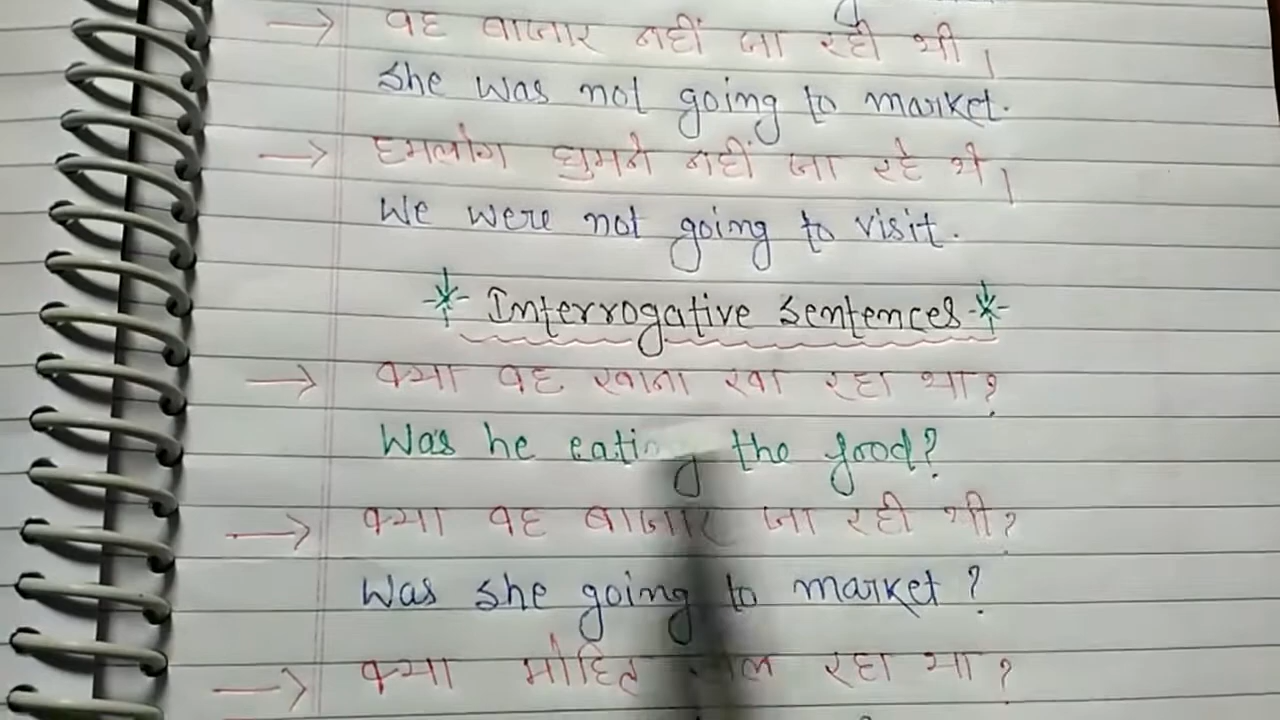 → वह बाजार नहीं जा रही थी।
She was not going to market.
→ हमलोग घुमने नहीं जा रहे थे।
We were not going to visit.
* Interrogative Sentences *
→ क्या वह खाना खा रहा था?
Was he eating the food?
→ क्या वह बाजार जा रही थी?
Was she going to market?
→ क्या मोहित रहा था?